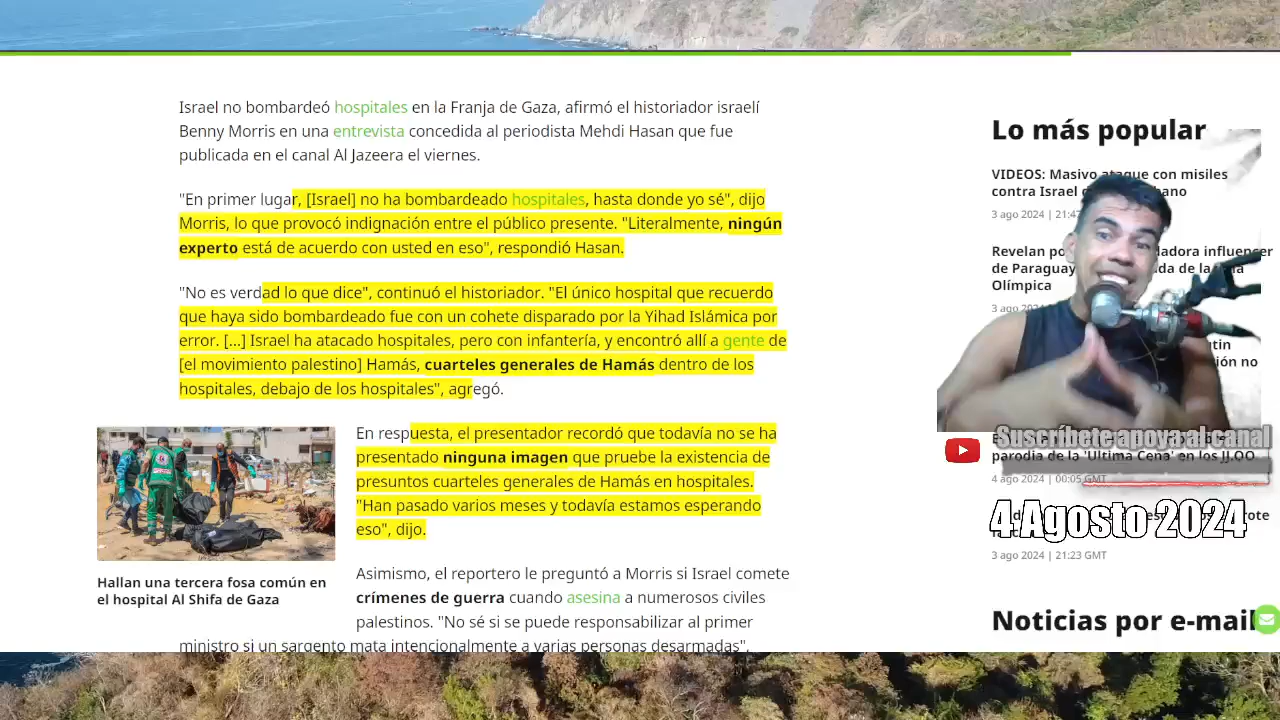 Israel no bombardeó hospitales en la Franja de Gaza, afirmó el historiador israelí
Benny Morris en una entrevista concedida al periodista Mehdi Hasan que fue
publicada en el canal Al Jazeera el viernes.
"En primer lugar, [Israel] no ha bombardeado hospitales, hasta donde yo sé", dijo
Morris, lo que provocó indignación entre el público presente. "Literalmente, ningún
experto está de acuerdo con usted en eso", respondió Hasan.
"No es verdad lo que dice", continuó el historiador. "El único hospital que recuerdo
que haya sido bombardeado fue con un cohete disparado por la Yihad Islámica por
error. [...] Israel ha atacado hospitales, pero con infantería, y encontró allí a gente de
[el movimiento palestino] Hamás, cuarteles generales de Hamás dentro de los
hospitales, debajo de los hospitales", agregó.
En respuesta, el presentador recordó que todavía no se ha
presentado ninguna imagen que pruebe la existencia de
presuntos cuarteles generales de Hamás en hospitales.
"Han pasado varios meses y todavía estamos esperando
eso", dijo.
Hallan una tercera fosa común en
el hospital Al Shifa de Gaza
Asimismo, el reportero le preguntó a Morris si Israel comete
crímenes de guerra cuando asesina a numerosos civiles
palestinos. "No sé si se puede responsabilizar al primer
ministro si un sargento mata intencionalmente a varias personas desarmadas",
Lo más popular
VIDEOS: Masivo ataque con misiles
contra Israel
3 ago 2024 | 21:4
Revelan influencer
de Paraguay de la
Olímpica
3 ago
Suscríbete apoya al canal
parodia de la 'Ultima Cena' en los JJ.OO
4 ago 2024 | 00:05 GMT
4 Agosto 2024
3 ago 2024 | 21:23 GMT
Noticias por e-mail